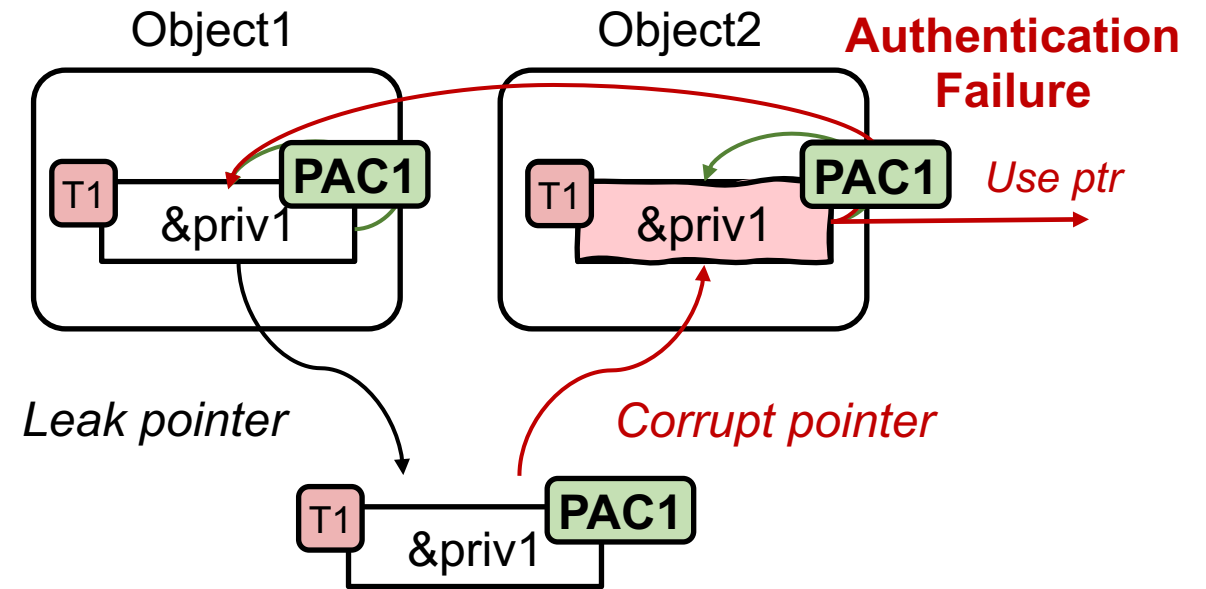 Object1
Object2
Authentication
Failure
T1
&priv1
PAC1
T1
&priv1
PAC1
Use ptr
Leak pointer
Corrupt pointer
T1
&priv1
PAC1